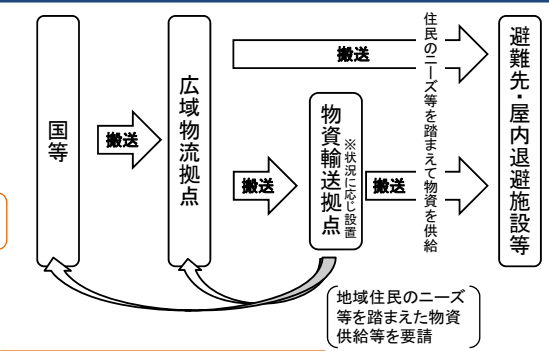 国等
搬送
広域物流拠点
搬送
搬送
物資輸送拠点
※状況に応じ設置
搬送
住民のニーズ等を踏まえて物資を供給
避難先・屋内退避施設等
地域住民のニーズ
等を踏まえた物資
供給等を要請